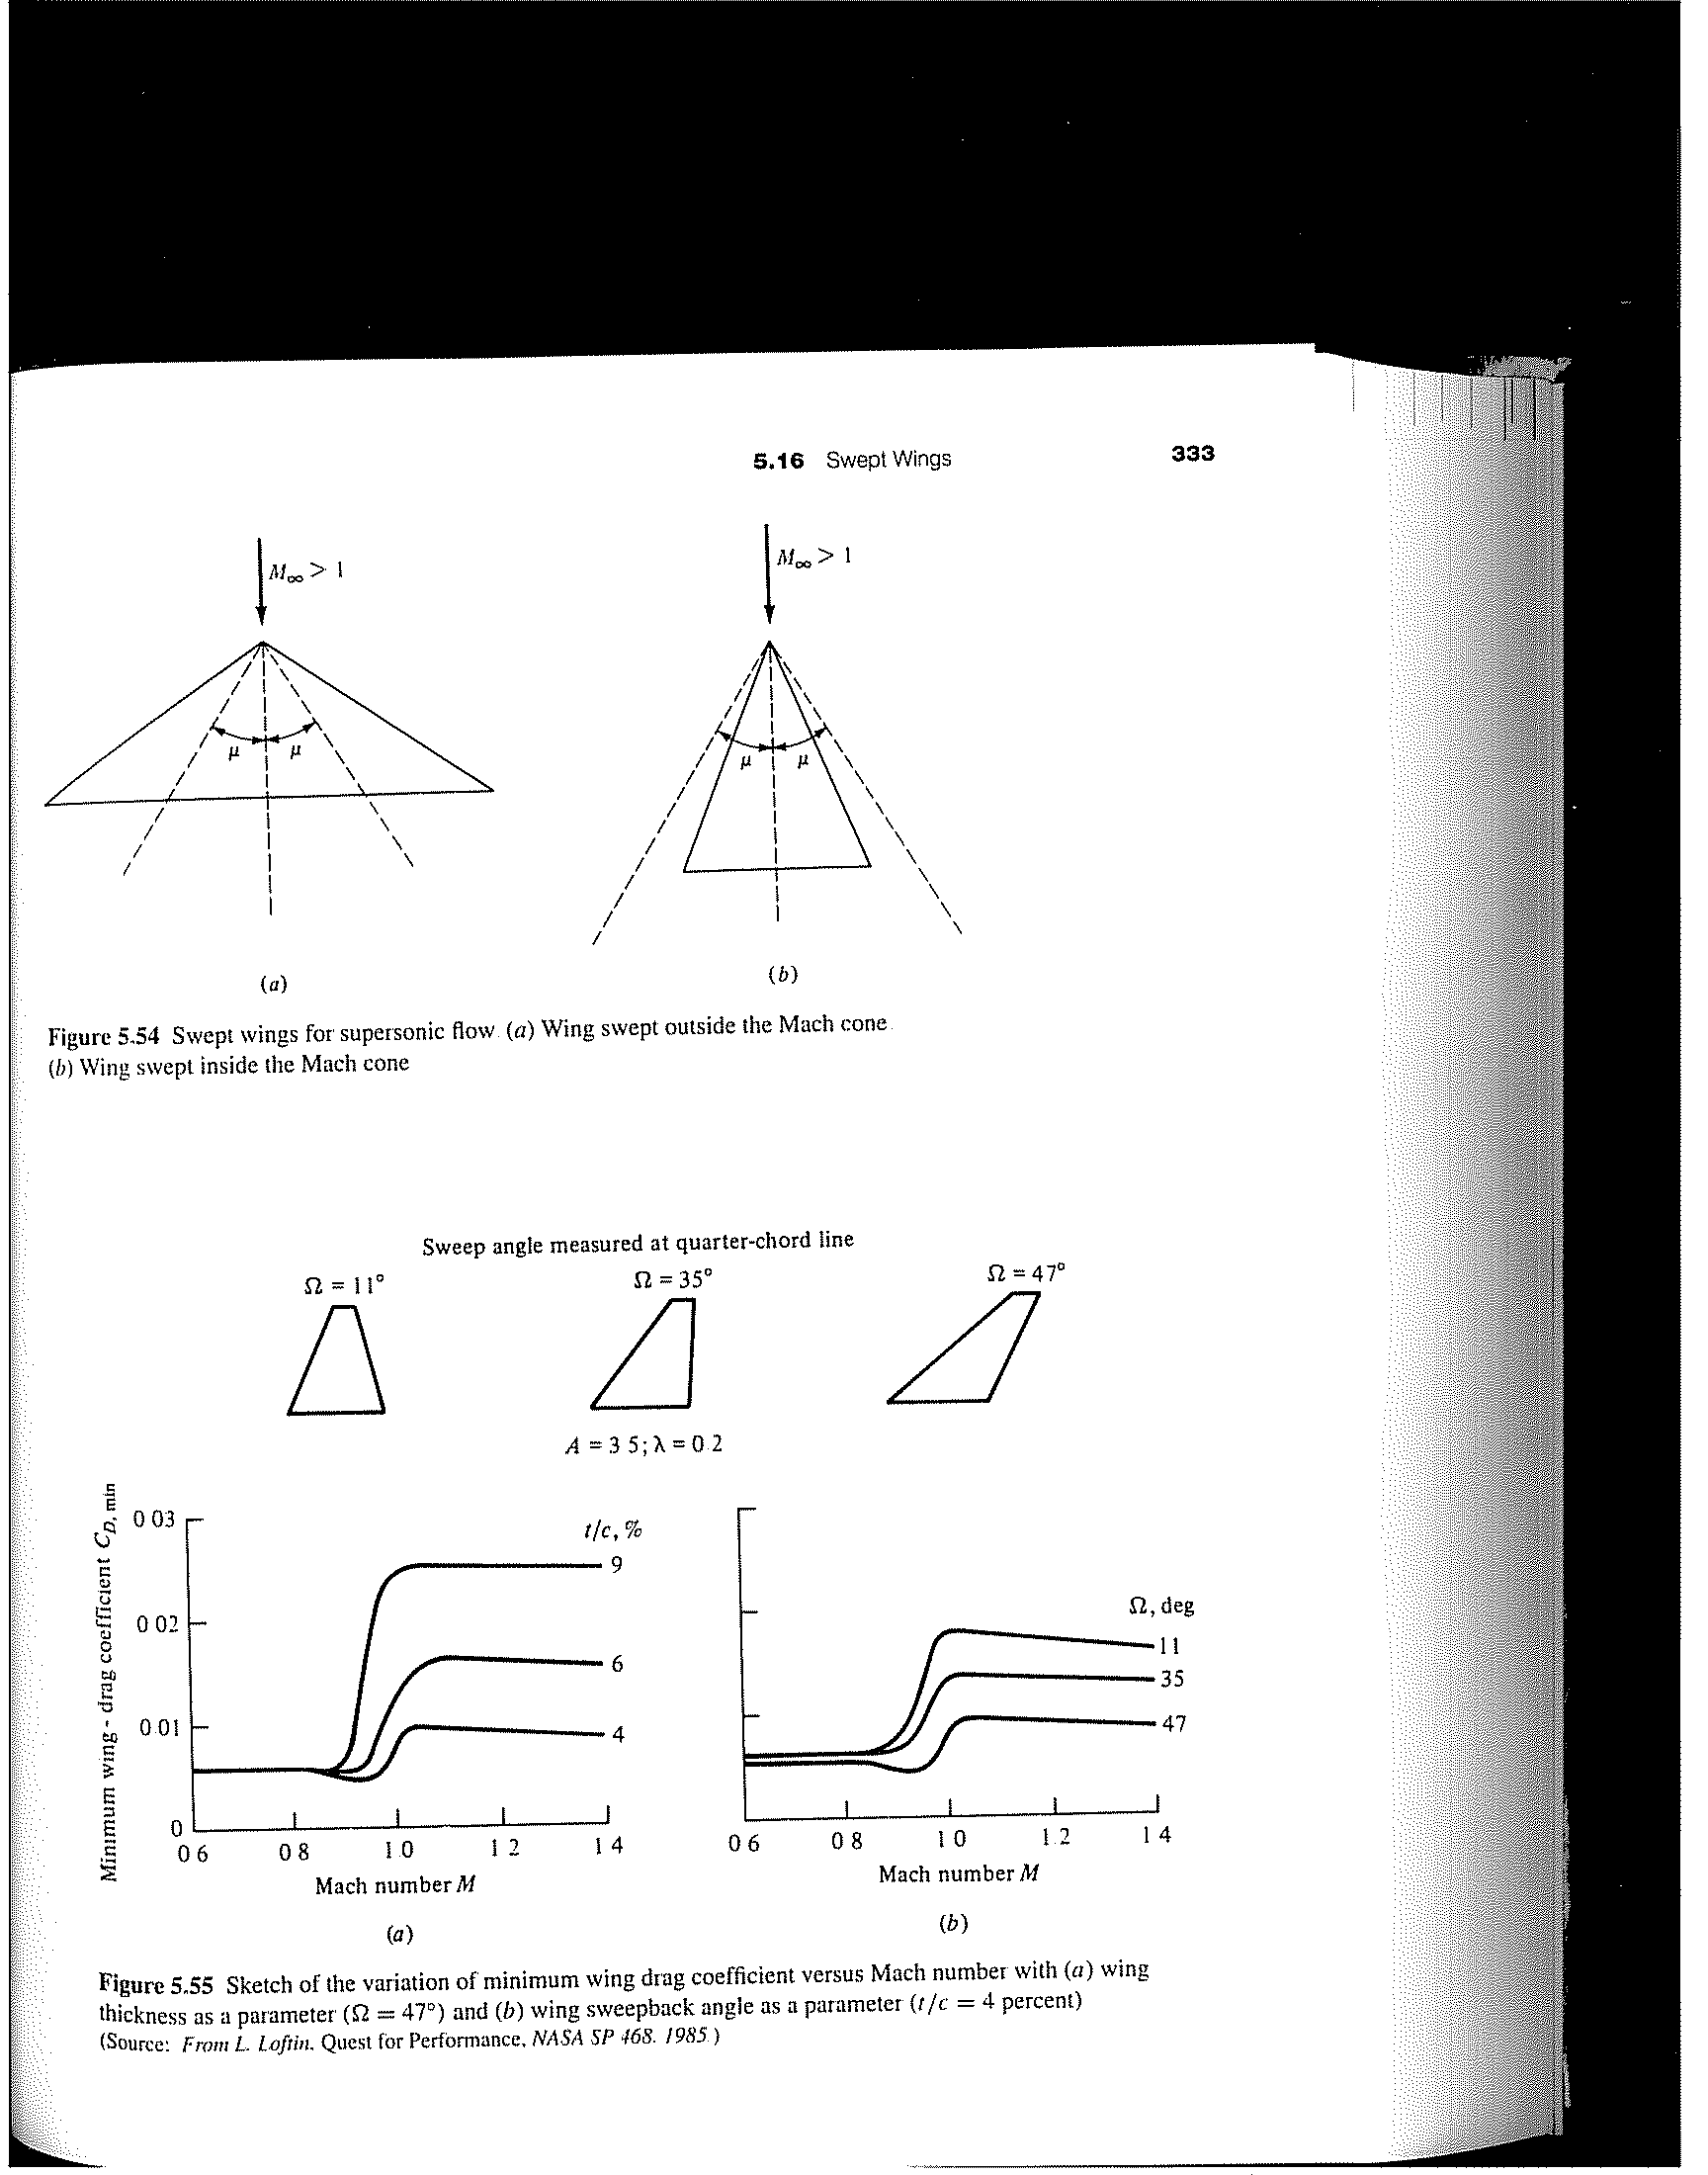 5.16 Swept Wings 333
M∞ > 1
M∞ > 1
μ μ
μ μ
(a)
(b)
Figure 5.54 Swept wings for supersonic flow. (a) Wing swept outside the Mach cone.
(b) Wing swept inside the Mach cone
Sweep angle measured at quarter-chord line
Ω = 11°
Ω = 35°
Ω = 47°
A = 3 5; λ = 0.2
Minimum wing - drag coefficient C_D, min
0 03
0 02
0 01
0
t/c, %
9
6
4
0 6 0 8 1.0 1 2 1 4
Mach number M
(a)
Ω, deg
11
35
47
0 6 0 8 1 0 1.2 1 4
Mach number M
(b)
Figure 5.55 Sketch of the variation of minimum wing drag coefficient versus Mach number with (a) wing
thickness as a parameter (Ω = 47°) and (b) wing sweepback angle as a parameter (t/c = 4 percent)
(Source: From L. Loftin. Quest for Performance, NASA SP 468. 1985.)